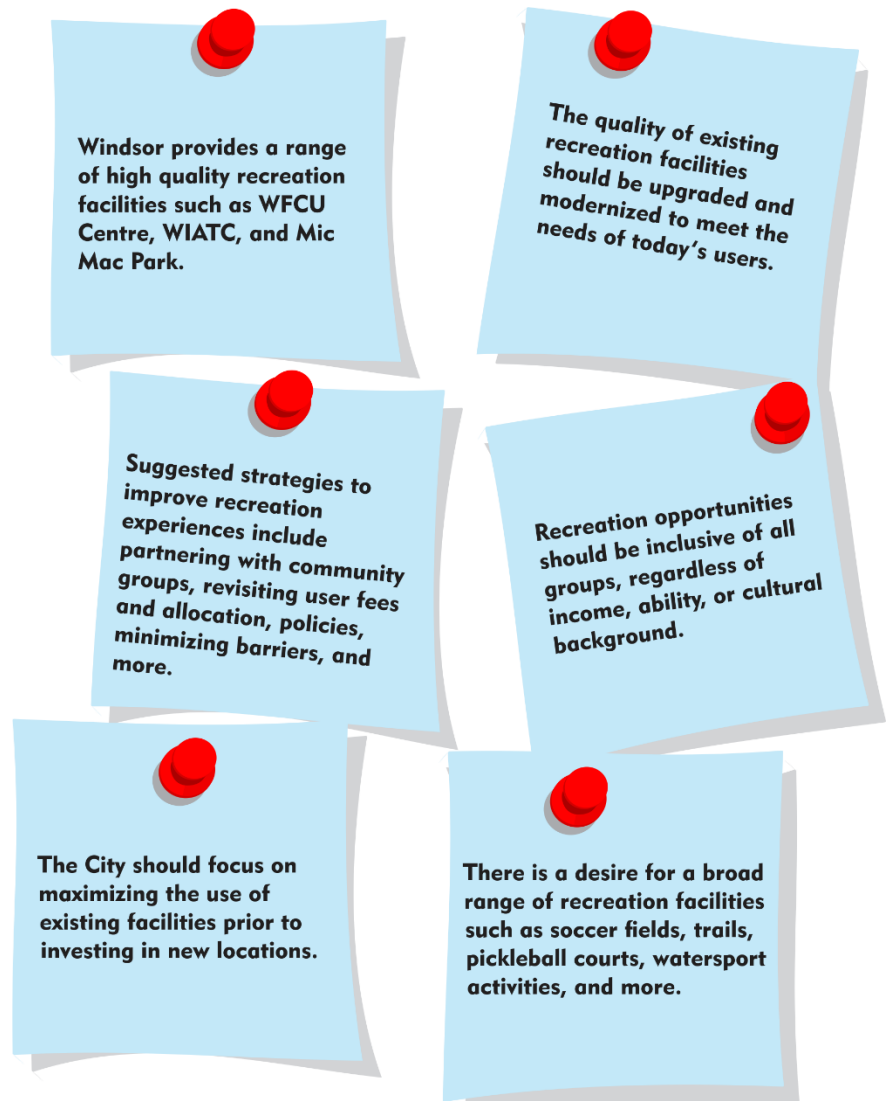 Windsor provides a range
of high quality recreation
facilities such as WFCU
Centre, WIATC, and Mic
Mac Park.
The quality of existing
recreation facilities
should be upgraded and
modernized to meet the
needs of today's users.
Suggested strategies to
improve recreation
experiences include
partnering with community
groups, revisiting user fees
and allocation, policies,
minimizing barriers, and
more.
Recreation opportunities
should be inclusive of all
groups, regardless of
income, ability, or cultural
background.
The City should focus on
maximizing the use of
existing facilities prior to
investing in new locations.
There is a desire for a broad
range of recreation facilities
such as soccer fields, trails,
pickleball courts, watersport
activities, and more.